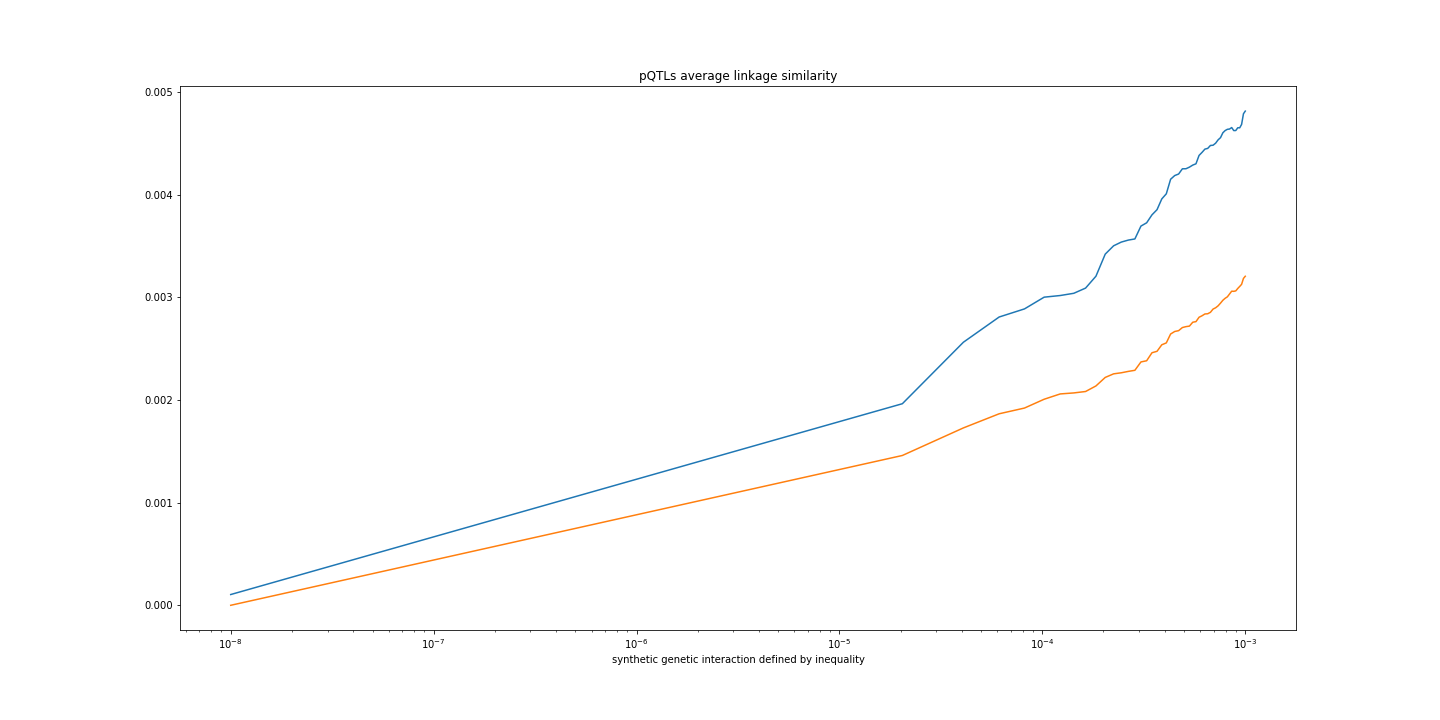 pQTLs average linkage similarity
0.005
0.004
0.003
0.002
0.001
0.000
10⁻⁸ 10⁻⁷ 10⁻⁶ 10⁻⁵ 10⁻⁴ 10⁻³
synthetic genetic interaction defined by inequality